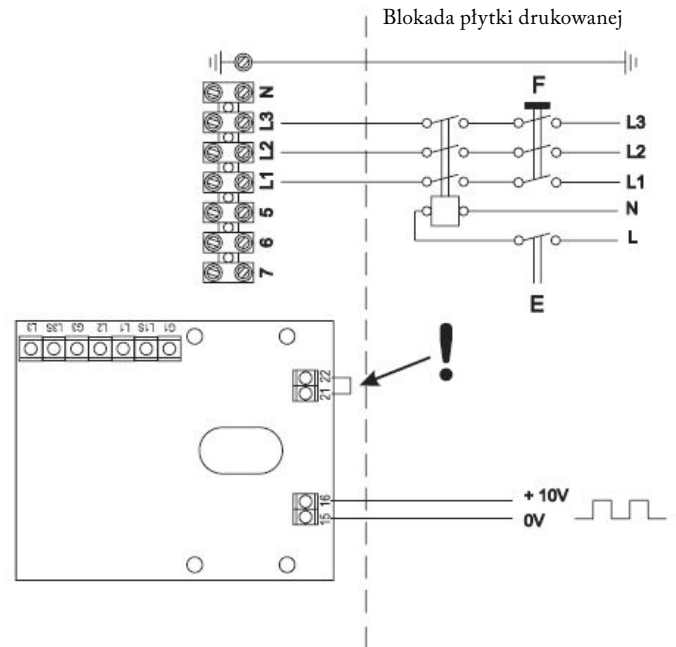 Blokada płytki drukowanej
N
L3
L2
L1
5
6
7
F
L3
L2
L1
N
L
E
L3 L3S G3 L2 L1 L1S G1
22
21
!
16
15
+ 10V
0V